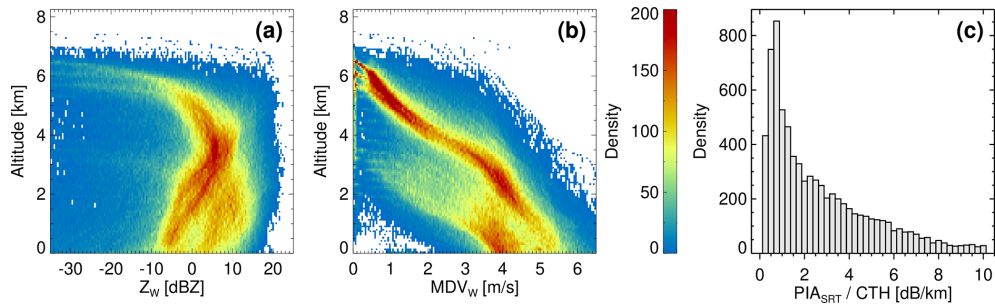 (a)
8
6
4
2
0
Altitude [km]
-30 -20 -10 0 10 20
Z_W [dBZ]
(b)
8
6
4
2
0
Altitude [km]
0 1 2 3 4 5 6
MDV_W [m/s]
200
150
100
50
0
Density
(c)
800
600
400
200
0
Density
0 2 4 6 8 10
PIA_SRT / CTH [dB/km]